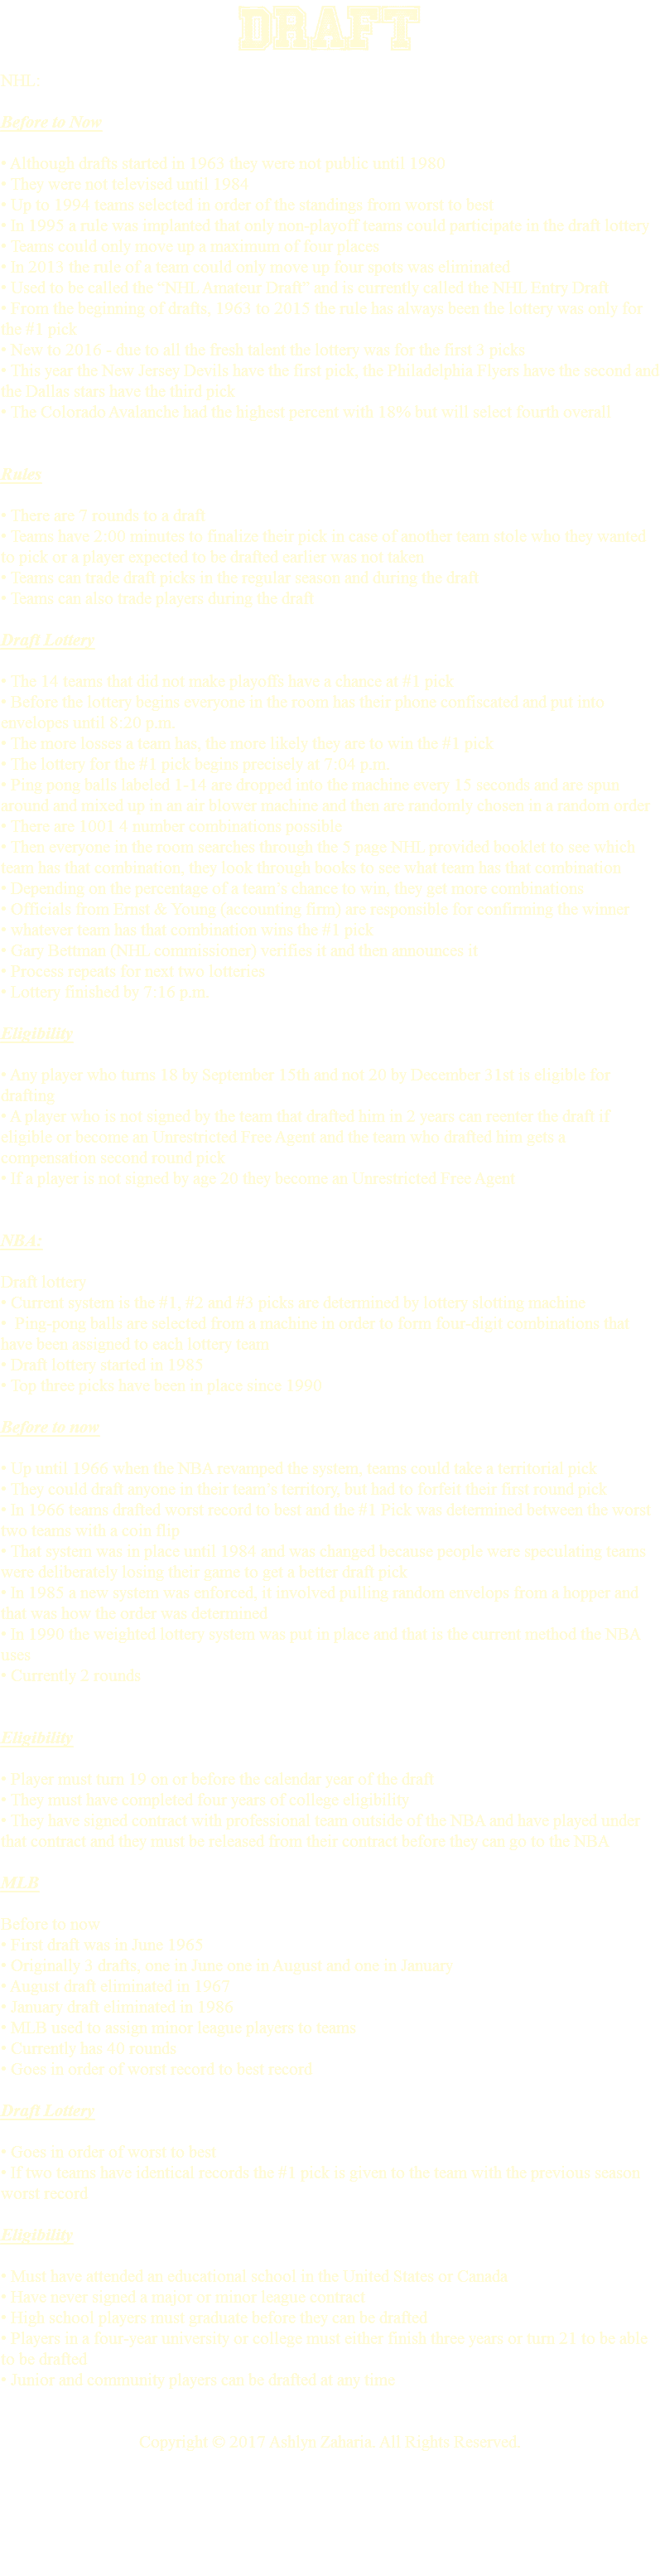 DRAFT
NHL:
Before to Now
• Although drafts started in 1963 they were not public until 1980
• They were not televised until 1984
• Up to 1994 teams selected in order of the standings from worst to best
• In 1995 a rule was implanted that only non-playoff teams could participate in the draft lottery
• Teams could only move up a maximum of four places
• In 2013 the rule of a team could only move up four spots was eliminated
• Used to be called the “NHL Amateur Draft” and is currently called the NHL Entry Draft
• From the beginning of drafts, 1963 to 2015 the rule has always been the lottery was only for
the #1 pick
• New to 2016 - due to all the fresh talent the lottery was for the first 3 picks
• This year the New Jersey Devils have the first pick, the Philadelphia Flyers have the second and
the Dallas stars have the third pick
• The Colorado Avalanche had the highest percent with 18% but will select fourth overall
Rules
• There are 7 rounds to a draft
• Teams have 2:00 minutes to finalize their pick in case of another team stole who they wanted
to pick or a player expected to be drafted earlier was not taken
• Teams can trade draft picks in the regular season and during the draft
• Teams can also trade players during the draft
Draft Lottery
• The 14 teams that did not make playoffs have a chance at #1 pick
• Before the lottery begins everyone in the room has their phone confiscated and put into
envelopes until 8:20 p.m.
• The more losses a team has, the more likely they are to win the #1 pick
• The lottery for the #1 pick begins precisely at 7:04 p.m.
• Ping pong balls labeled 1-14 are dropped into the machine every 15 seconds and are spun
around and mixed up in an air blower machine and then are randomly chosen in a random order
• There are 1001 4 number combinations possible
• Then everyone in the room searches through the 5 page NHL provided booklet to see which
team has that combination, they look through books to see what team has that combination
• Depending on the percentage of a team’s chance to win, they get more combinations
• Officials from Ernst & Young (accounting firm) are responsible for confirming the winner
• whatever team has that combination wins the #1 pick
• Gary Bettman (NHL commissioner) verifies it and then announces it
• Process repeats for next two lotteries
• Lottery finished by 7:16 p.m.
Eligibility
• Any player who turns 18 by September 15th and not 20 by December 31st is eligible for
drafting
• A player who is not signed by the team that drafted him in 2 years can reenter the draft if
eligible or become an Unrestricted Free Agent and the team who drafted him gets a
compensation second round pick
• If a player is not signed by age 20 they become an Unrestricted Free Agent
NBA:
Draft lottery
• Current system is the #1, #2 and #3 picks are determined by lottery slotting machine
• Ping-pong balls are selected from a machine in order to form four-digit combinations that
have been assigned to each lottery team
• Draft lottery started in 1985
• Top three picks have been in place since 1990
Before to now
• Up until 1966 when the NBA revamped the system, teams could take a territorial pick
• They could draft anyone in their team’s territory, but had to forfeit their first round pick
• In 1966 teams drafted worst record to best and the #1 Pick was determined between the worst
two teams with a coin flip
• That system was in place until 1984 and was changed because people were speculating teams
were deliberately losing their game to get a better draft pick
• In 1985 a new system was enforced, it involved pulling random envelops from a hopper and
that was how the order was determined
• In 1990 the weighted lottery system was put in place and that is the current method the NBA
uses
• Currently 2 rounds
Eligibility
• Player must turn 19 on or before the calendar year of the draft
• They must have completed four years of college eligibility
• They have signed contract with professional team outside of the NBA and have played under
that contract and they must be released from their contract before they can go to the NBA
MLB
Before to now
• First draft was in June 1965
• Originally 3 drafts, one in June one in August and one in January
• August draft eliminated in 1967
• January draft eliminated in 1986
• MLB used to assign minor league players to teams
• Currently has 40 rounds
• Goes in order of worst record to best record
Draft Lottery
• Goes in order of worst to best
• If two teams have identical records the #1 pick is given to the team with the previous season
worst record
Eligibility
• Must have attended an educational school in the United States or Canada
• Have never signed a major or minor league contract
• High school players must graduate before they can be drafted
• Players in a four-year university or college must either finish three years or turn 21 to be able
to be drafted
• Junior and community players can be drafted at any time
Copyright © 2017 Ashlyn Zaharia. All Rights Reserved.